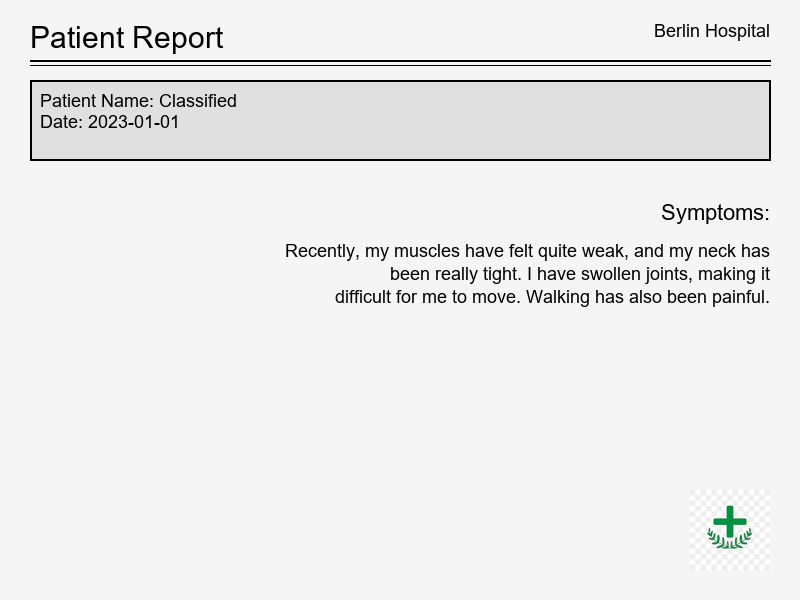 Patient Report
Berlin Hospital
Patient Name: Classified
Date: 2023-01-01
Symptoms:
Recently, my muscles have felt quite weak, and my neck has
been really tight. I have swollen joints, making it
difficult for me to move. Walking has also been painful.